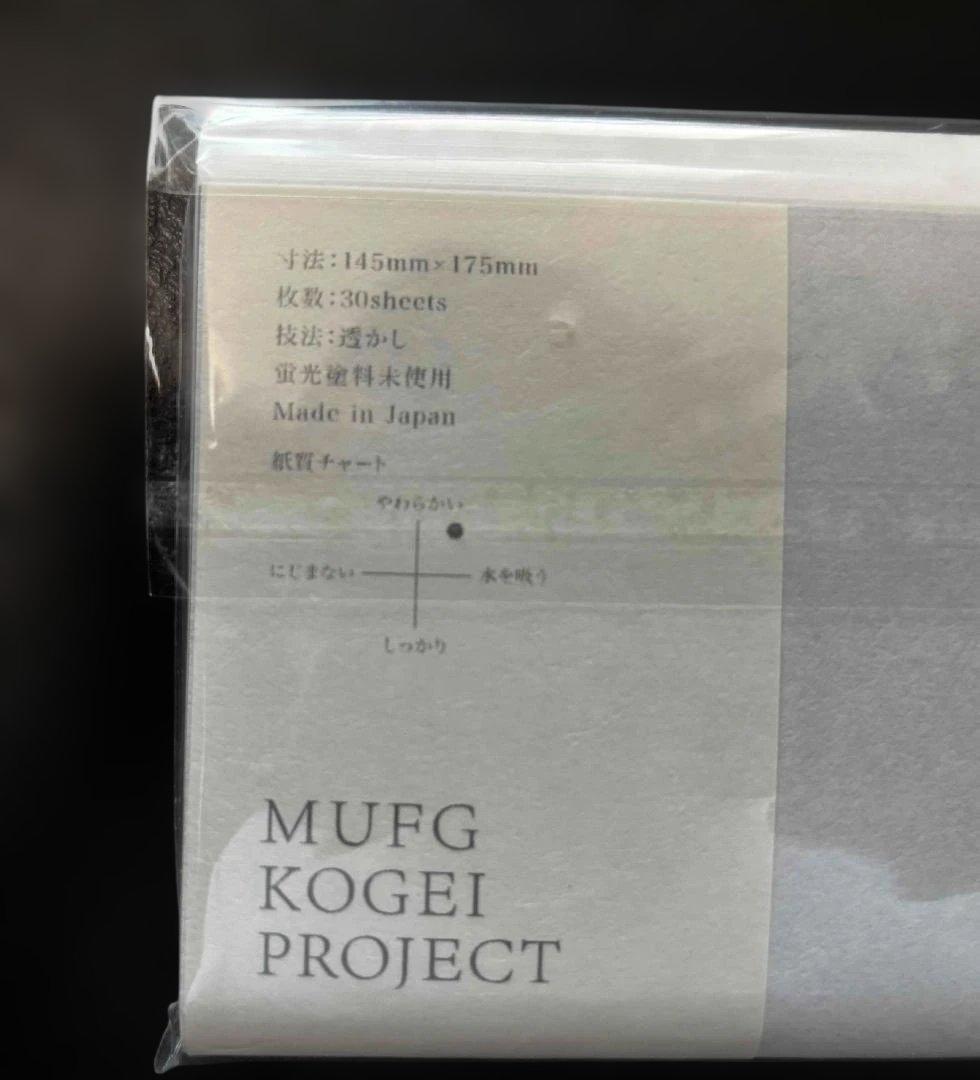 寸法：145mm×175mm
枚数：30sheets
技法：透かし
蛍光塗料未使用
Made in Japan
紙質チャート
やわらかい
にじまない
水を吸う
しっかり
MUFG
KOGEI
PROJECT